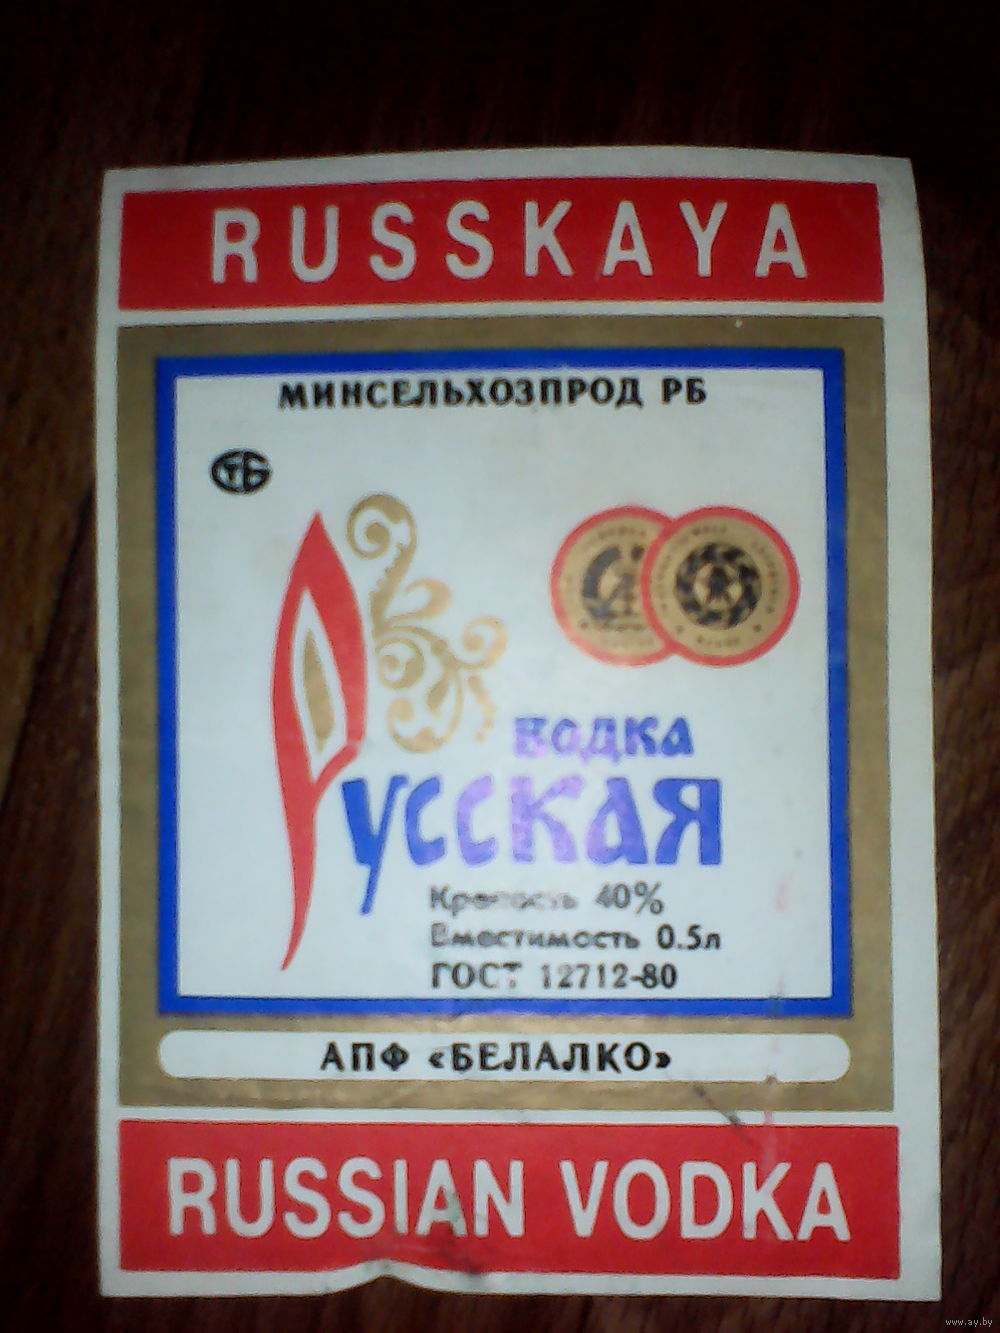 RUSSKAYA
МИНСЕЛЬХОЗПРОД РБ
СТБ
водка
Русская
Крепость 40%
Вместимость 0.5л
ГОСТ 12712-80
АПФ «БЕЛАЛКО»
RUSSIAN VODKA
www.ay.by